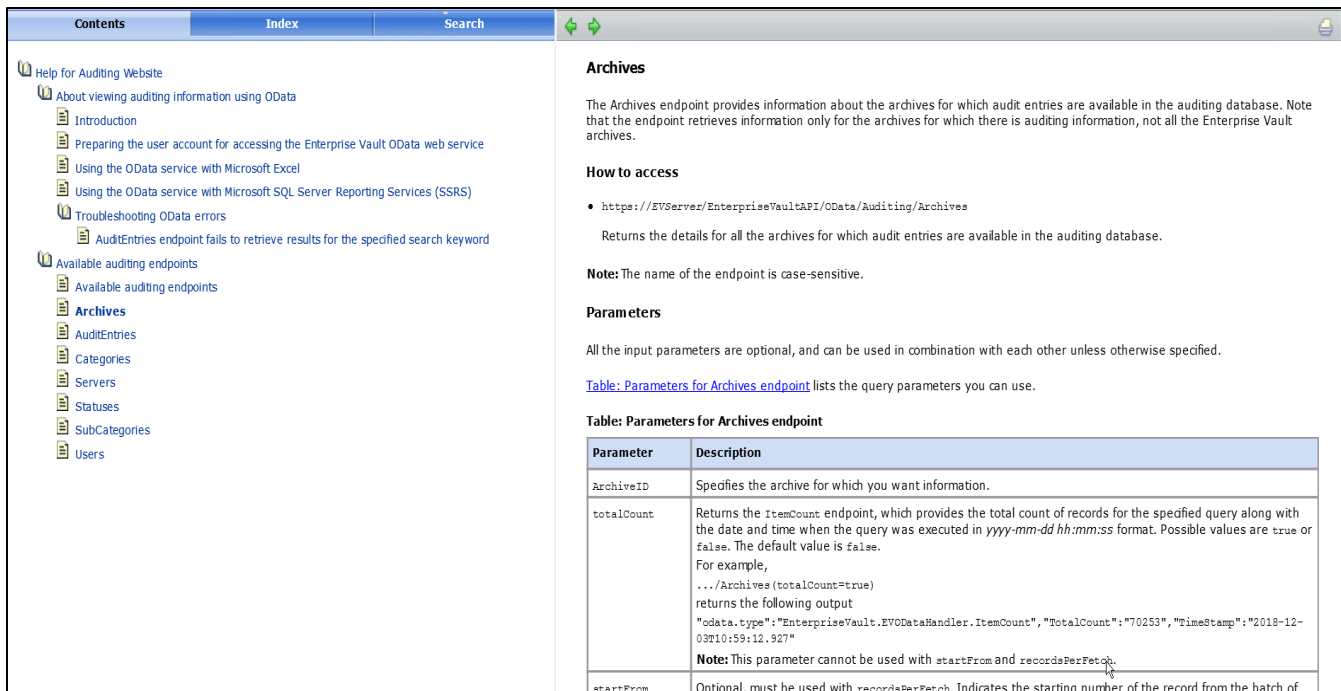 Contents Index Search
Help for Auditing Website
About viewing auditing information using OData
Introduction
Preparing the user account for accessing the Enterprise Vault OData web service
Using the OData service with Microsoft Excel
Using the OData service with Microsoft SQL Server Reporting Services (SSRS)
Troubleshooting OData errors
AuditEntries endpoint fails to retrieve results for the specified search keyword
Available auditing endpoints
Available auditing endpoints
Archives
AuditEntries
Categories
Servers
Statuses
SubCategories
Users
Archives
The Archives endpoint provides information about the archives for which audit entries are available in the auditing database. Note
that the endpoint retrieves information only for the archives for which there is auditing information, not all the Enterprise Vault
archives.
How to access
• https://EVServer/EnterpriseVaultAPI/OData/Auditing/Archives
Returns the details for all the archives for which audit entries are available in the auditing database.
Note: The name of the endpoint is case-sensitive.
Parameters
All the input parameters are optional, and can be used in combination with each other unless otherwise specified.
Table: Parameters for Archives endpoint lists the query parameters you can use.
Table: Parameters for Archives endpoint
Parameter Description
ArchiveID Specifies the archive for which you want information.
totalCount Returns the ItemCount endpoint, which provides the total count of records for the specified query along with
the date and time when the query was executed in yyyy-mm-dd hh:mm:ss format. Possible values are true or
false. The default value is false.
For example,
.../Archives(totalCount=true)
returns the following output
"odata.type":"EnterpriseVault.EVODataHandler.ItemCount","TotalCount":"70253","TimeStamp":"2018-12-
03T10:59:12.927"
Note: This parameter cannot be used with startFrom and recordsPerFetch.
startFrom Optional, must be used with recordsPerFetch. Indicates the starting number of the record from the batch of